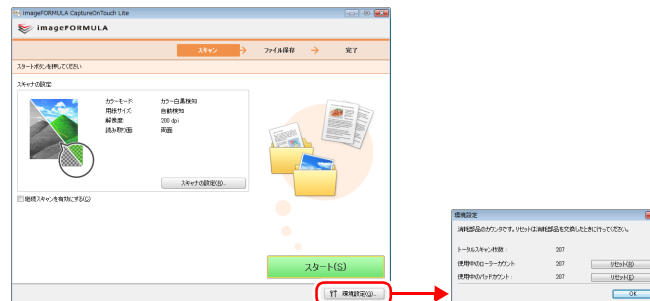 imageFORMULA CaptureOnTouch Lite
imageFORMULA
スキャン
ファイル保存
完了
スタートボタンを押してください
スキャナの設定
カラーモード: カラー白黒検知
用紙サイズ: 自動検知
解像度: 200 dpi
読み取り面: 両面
スキャナの設定(B)...
継続スキャンを有効にする(C)
スタート(S)
環境設定(G)...
環境設定
消耗部品のカウンタです。リセットは消耗部品を交換したときに行ってください。
トータルスキャン枚数: 207
使用中のローラーカウント: 207 リセット(R)
使用中のパッドカウント: 207 リセット(E)
OK